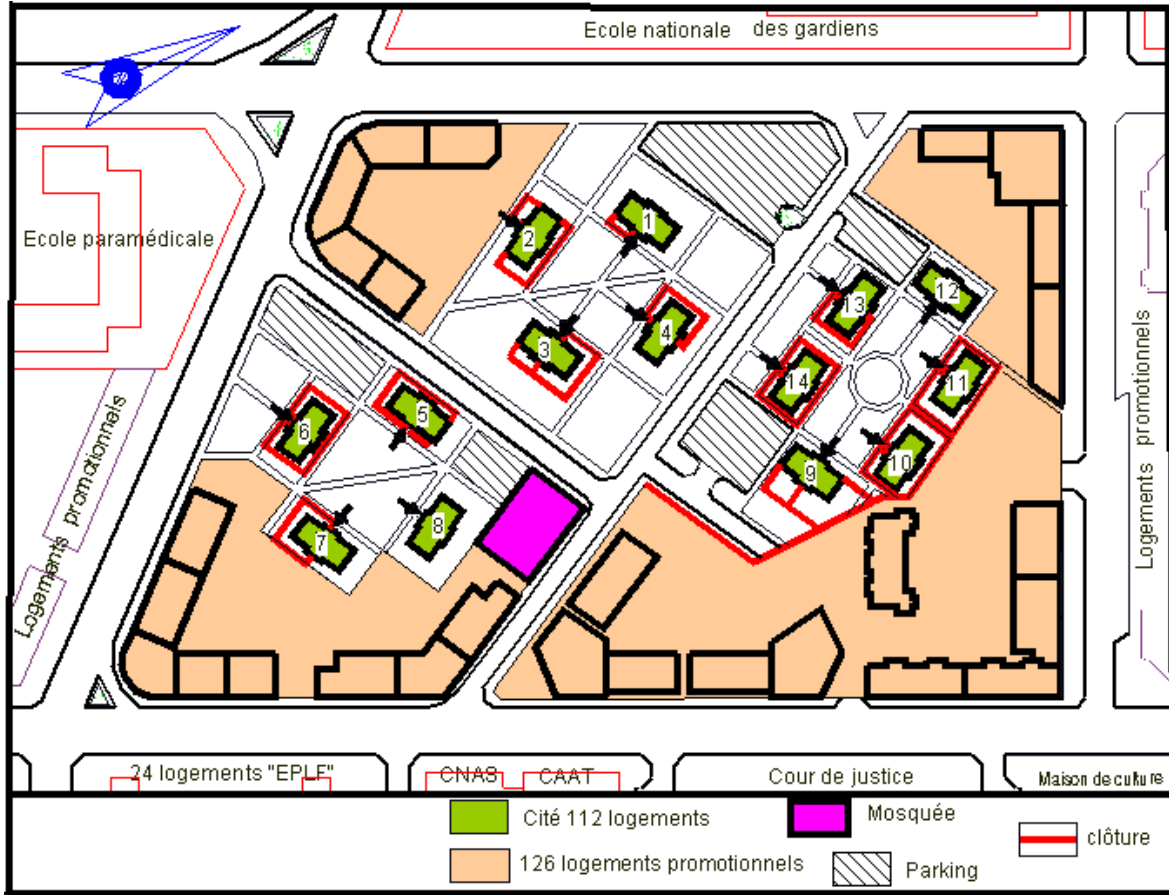 Ecole nationale des gardiens
Ecole paramédicale
1
2
3
4
13
12
14
11
5
6
9
10
7
8
Logements promotionnels
Logements promotionnels
24 logements "EPLF"
CNAS
CAAT
Cour de justice
Maison de culture
Cité 112 logements
Mosquée
clôture
126 logements promotionnels
Parking